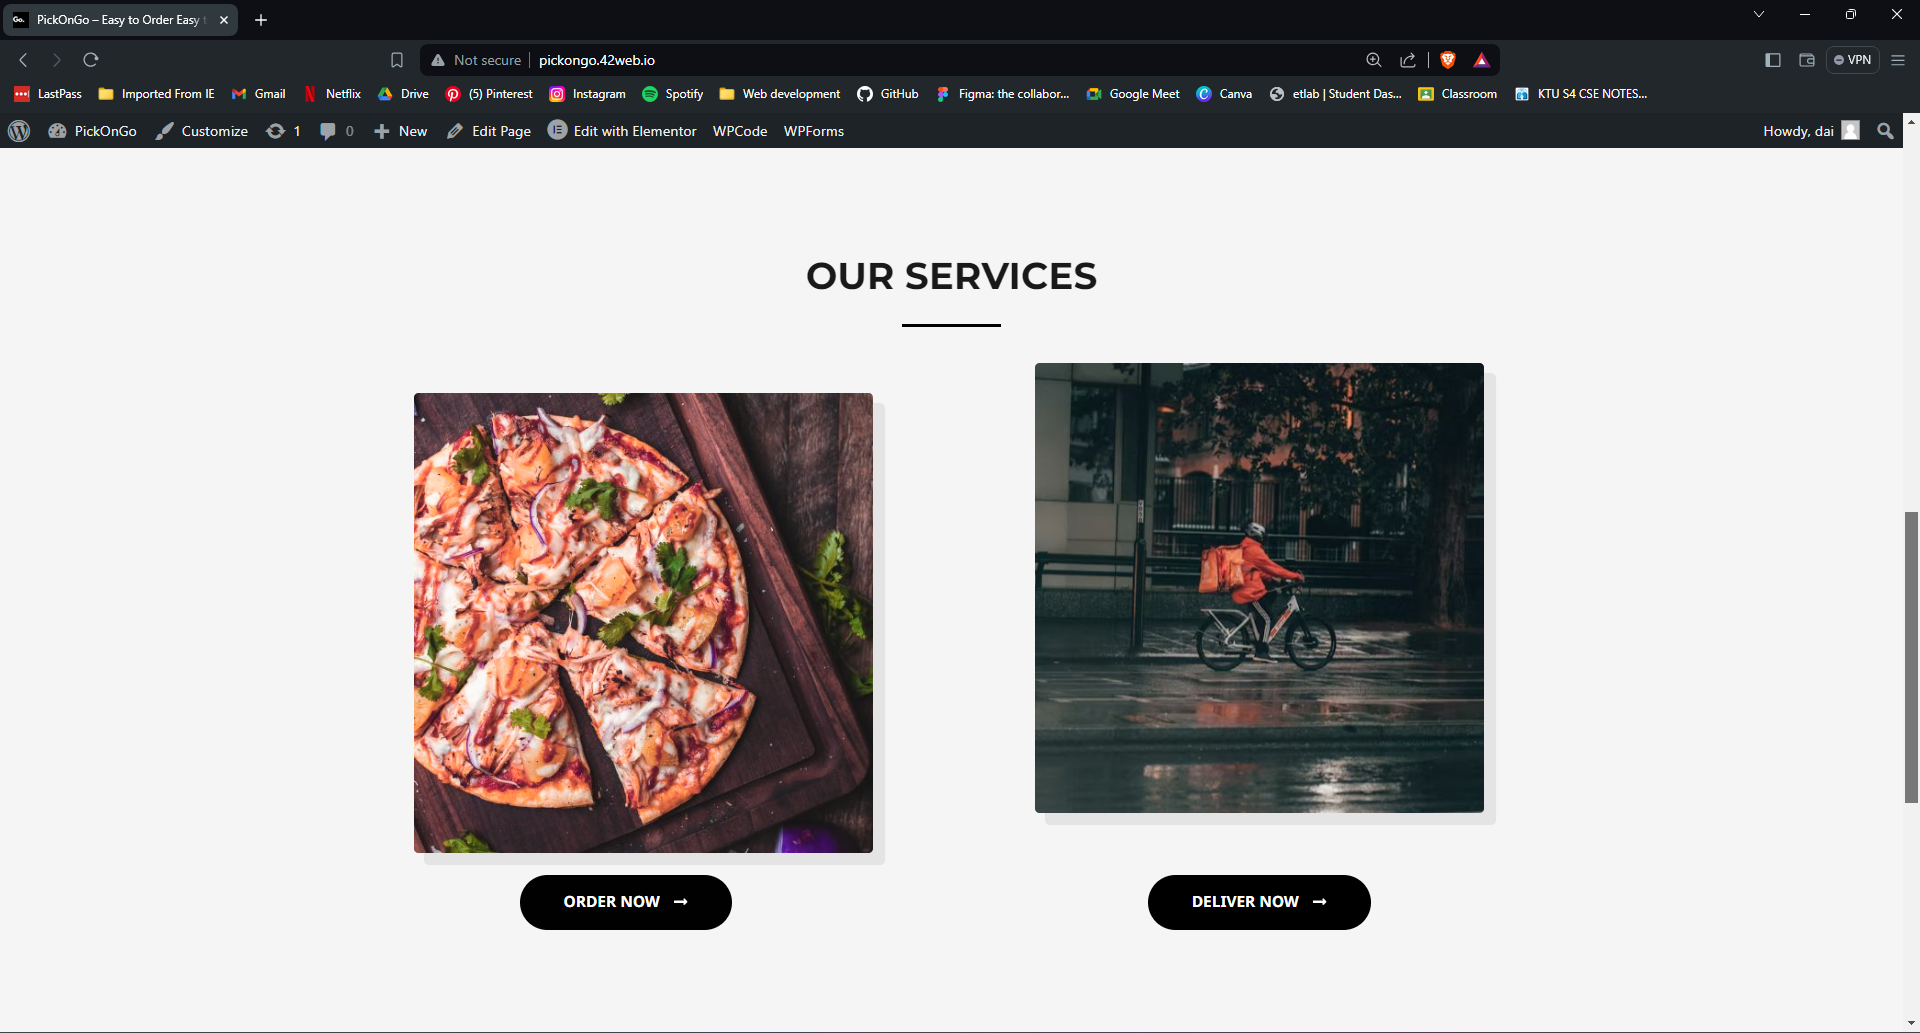 Go. PickOnGo – Easy to Order Easy
Not secure pickongo.42web.io VPN
LastPass Imported From IE Gmail Netflix Drive (5) Pinterest Instagram Spotify Web development GitHub Figma: the collabor... Google Meet Canva etlab | Student Das... Classroom KTU S4 CSE NOTES...
PickOnGo Customize 1 0 New Edit Page Edit with Elementor WPCode WPForms Howdy, dai
OUR SERVICES
ORDER NOW → DELIVER NOW →